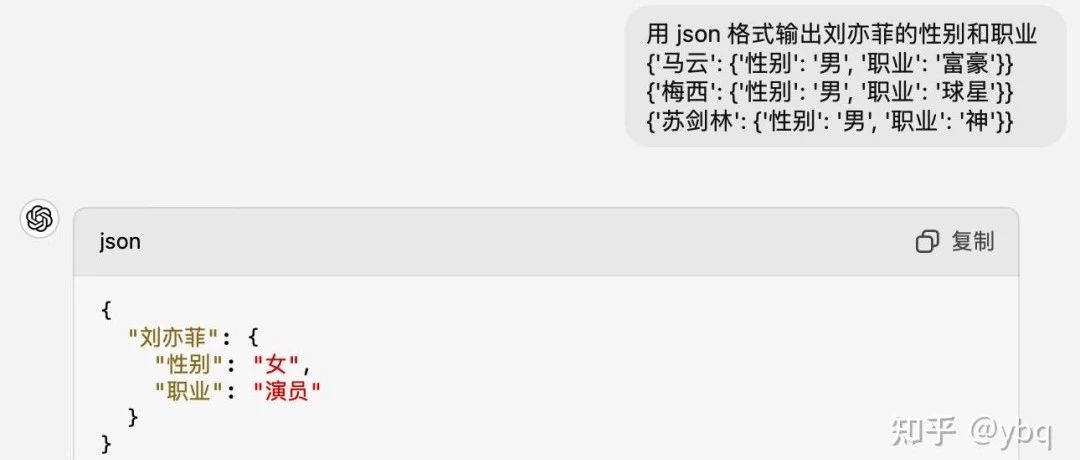 用 json 格式输出刘亦菲的性别和职业
{'马云': {'性别': '男', '职业': '富豪'}}
{'梅西': {'性别': '男', '职业': '球星'}}
{'苏剑林': {'性别': '男', '职业': '神'}}
json
复制
{
"刘亦菲": {
"性别": "女",
"职业": "演员"
}
}
知乎 @ybq